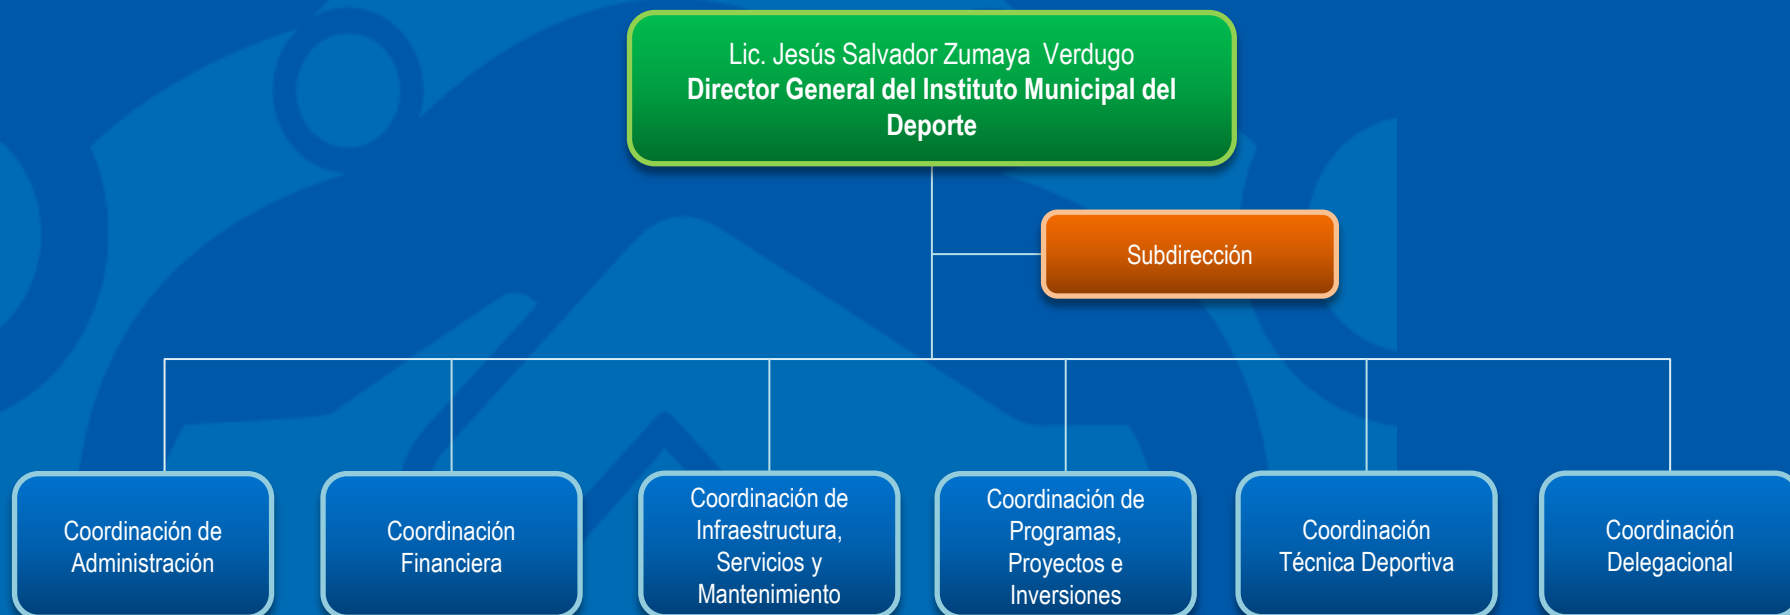 Lic. Jesús Salvador Zumaya Verdugo
Director General del Instituto Municipal del
Deporte
Subdirección
Coordinación de
Administración
Coordinación
Financiera
Coordinación de
Infraestructura,
Servicios y
Mantenimiento
Coordinación de
Programas,
Proyectos e
Inversiones
Coordinación
Técnica Deportiva
Coordinación
Delegacional